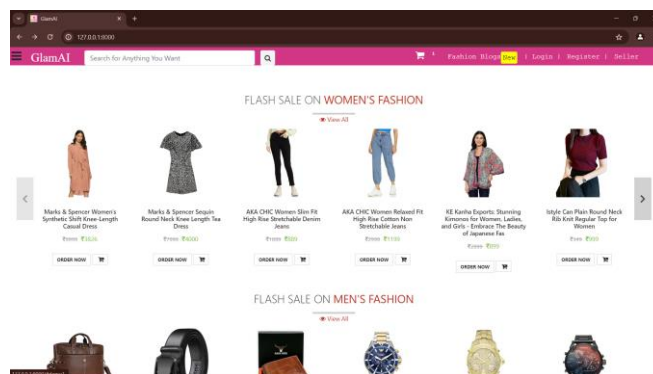 GlamAI
127.0.0.1:8000
GlamAI
Search for Anything You Want
Fashion Blogs New | Login | Register | Seller
FLASH SALE ON WOMEN'S FASHION
View All
Marks & Spencer Women's
Synthetic Shift Knee-Length
Casual Dress
ORDER NOW
Marks & Spencer Sequin
Round Neck Knee Length Tea
Dress
ORDER NOW
AKA CHIC Women Slim Fit
High-Rise Stretchable Denim
Jeans
ORDER NOW
AKA CHIC Women Relaxed Fit
High Rise Cotton Non
Stretchable Jeans
ORDER NOW
KE Kanha Exports: Stunning
Kimonos for Women, Ladies,
and Girls - Embrace The Beauty
of Japanese Fas
ORDER NOW
Istyle Can Plain Round Neck
Rib Knit Regular Top for
Women
ORDER NOW
FLASH SALE ON MEN'S FASHION
View All